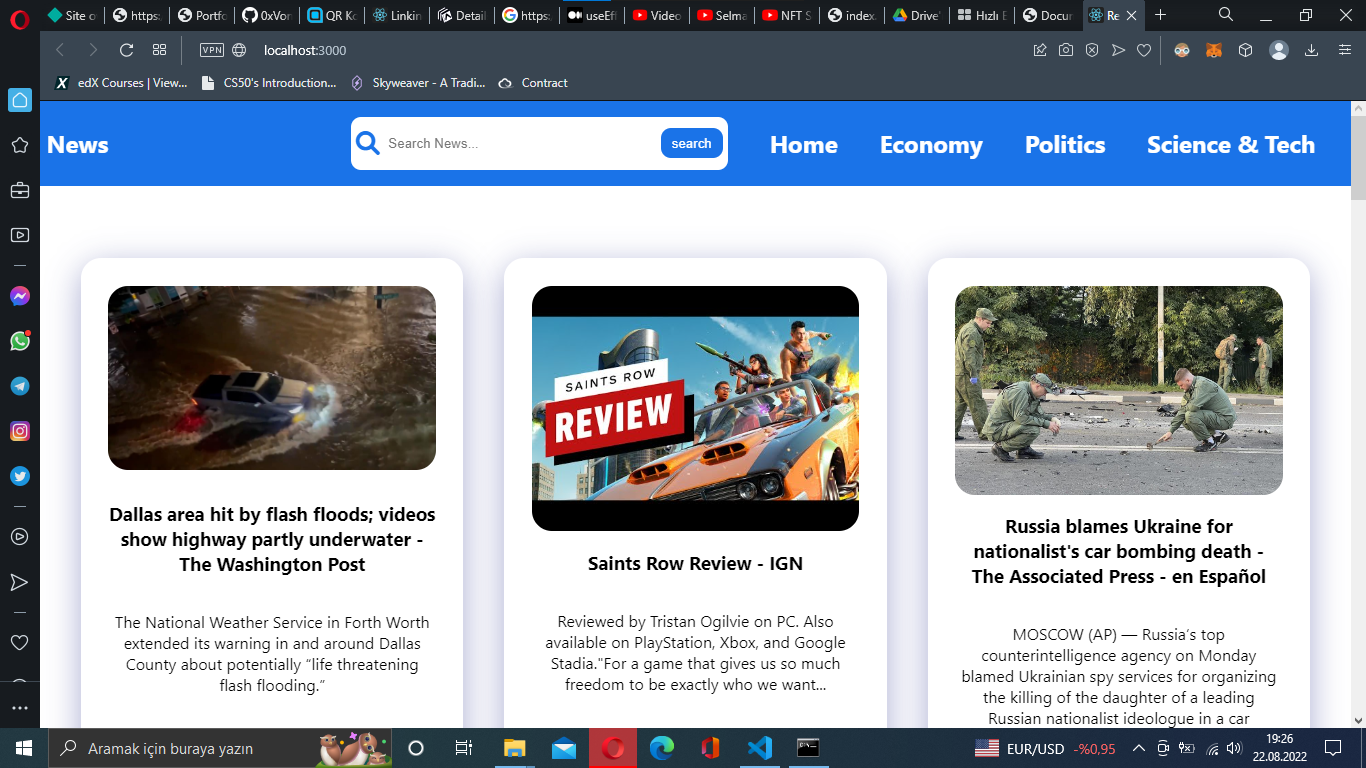 Site o
https:
Portfo
0xVor
QR Ko
Linkin
Detail
https:
useEff
Video
Selma
NFT S
index.
Drive'
Hızlı E
Docur
Re
VPN
localhost:3000
edX Courses | View...
CS50's Introduction...
Skyweaver - A Tradi...
Contract
News
Search News...
search
Home
Economy
Politics
Science & Tech
SAINTS ROW
REVIEW
Dallas area hit by flash floods; videos
show highway partly underwater -
The Washington Post
The National Weather Service in Forth Worth
extended its warning in and around Dallas
County about potentially “life threatening
flash flooding.”
Saints Row Review - IGN
Reviewed by Tristan Ogilvie on PC. Also
available on PlayStation, Xbox, and Google
Stadia."For a game that gives us so much
freedom to be exactly who we want...
Russia blames Ukraine for
nationalist's car bombing death -
The Associated Press - en Español
MOSCOW (AP) — Russia’s top
counterintelligence agency on Monday
blamed Ukrainian spy services for organizing
the killing of the daughter of a leading
Russian nationalist ideologue in a car
Aramak için buraya yazın
EUR/USD
-%0,95
19:26
22.08.2022